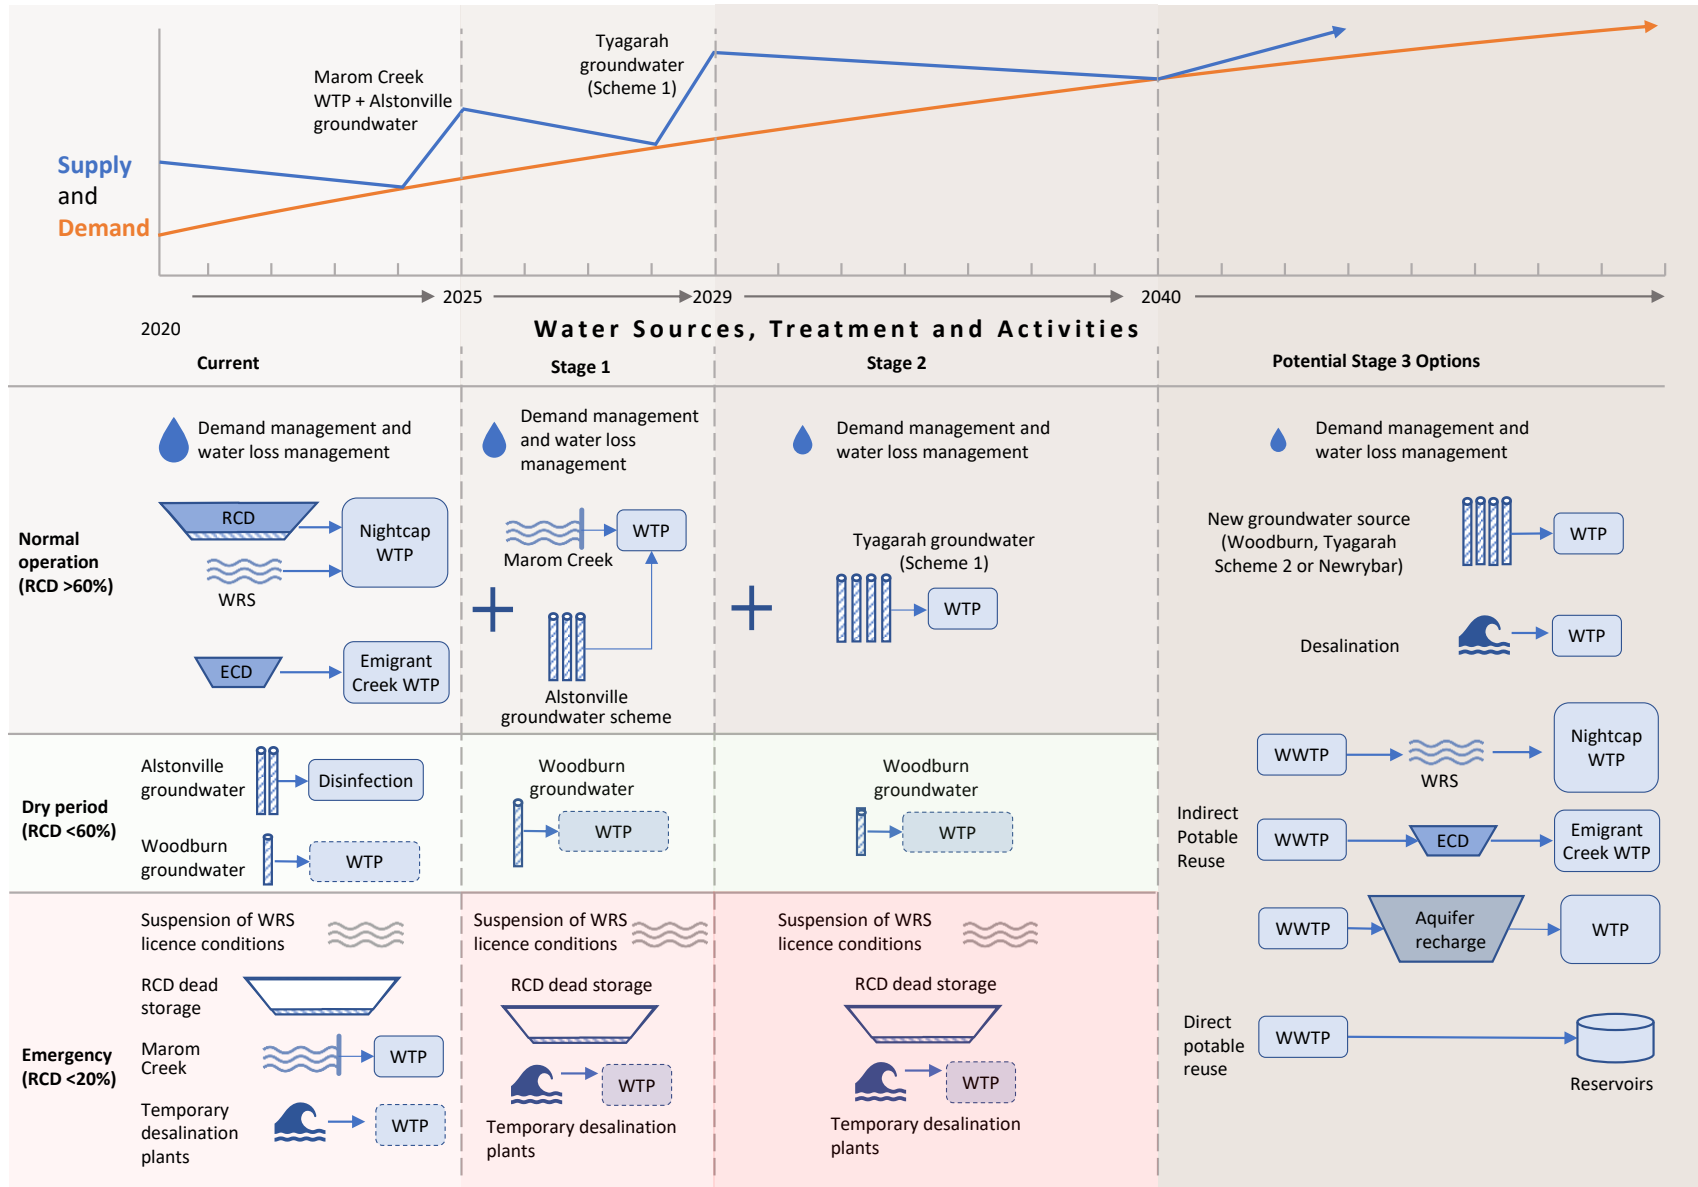 Tyagarah
groundwater
(Scheme 1)
Marom Creek
WTP + Alstonville
groundwater
Supply
and
Demand
2025
2029
2040
2020
Water Sources, Treatment and Activities
Current
Stage 1
Stage 2
Potential Stage 3 Options
Normal
operation
(RCD >60%)
Demand management and
water loss management
RCD
Nightcap
WTP
WRS
ECD
Emigrant
Creek WTP
Demand management
and water loss
management
WTP
Marom Creek
Alstonville
groundwater scheme
Demand management and
water loss management
Tyagarah groundwater
(Scheme 1)
WTP
Dry period
(RCD <60%)
Alstonville
groundwater
Disinfection
Woodburn
groundwater
WTP
Woodburn
groundwater
WTP
Woodburn
groundwater
WTP
Emergency
(RCD <20%)
Suspension of WRS
licence conditions
RCD dead
storage
Marom
Creek
WTP
Temporary
desalination
plants
WTP
Suspension of WRS
licence conditions
RCD dead storage
WTP
Temporary desalination
plants
Suspension of WRS
licence conditions
RCD dead storage
WTP
Temporary desalination
plants
Demand management and
water loss management
New groundwater source
(Woodburn, Tyagarah
Scheme 2 or Newrybar)
WTP
Desalination
WTP
Indirect
Potable
Reuse
WWTP
WRS
Nightcap
WTP
WWTP
ECD
Emigrant
Creek WTP
WWTP
Aquifer
recharge
WTP
Direct
potable
reuse
WWTP
Reservoirs